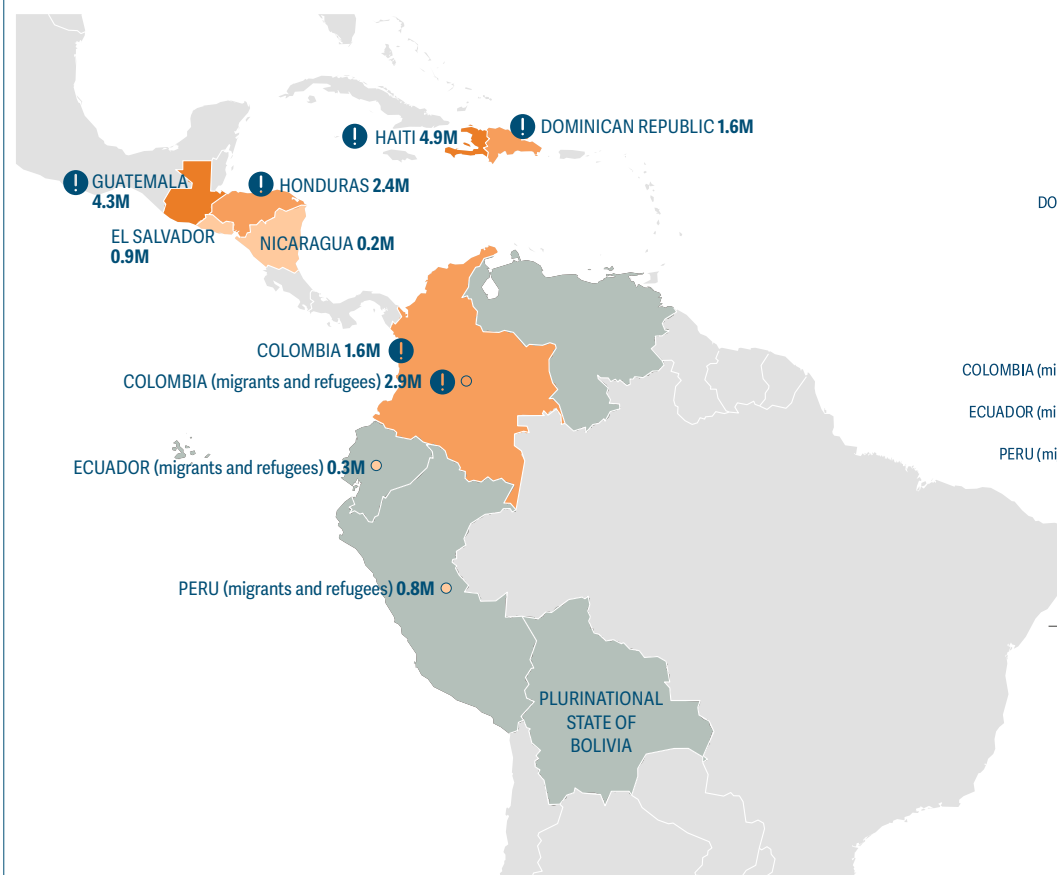 HAITI 4.9M
DOMINICAN REPUBLIC 1.6M
GUATEMALA
4.3M
HONDURAS 2.4M
EL SALVADOR
0.9M
NICARAGUA 0.2M
COLOMBIA 1.6M
COLOMBIA (migrants and refugees) 2.9M
ECUADOR (migrants and refugees) 0.3M
PERU (migrants and refugees) 0.8M
PLURINATIONAL
STATE OF
BOLIVIA
DO
COLOMBIA (mi
ECUADOR (mi
PERU (mi